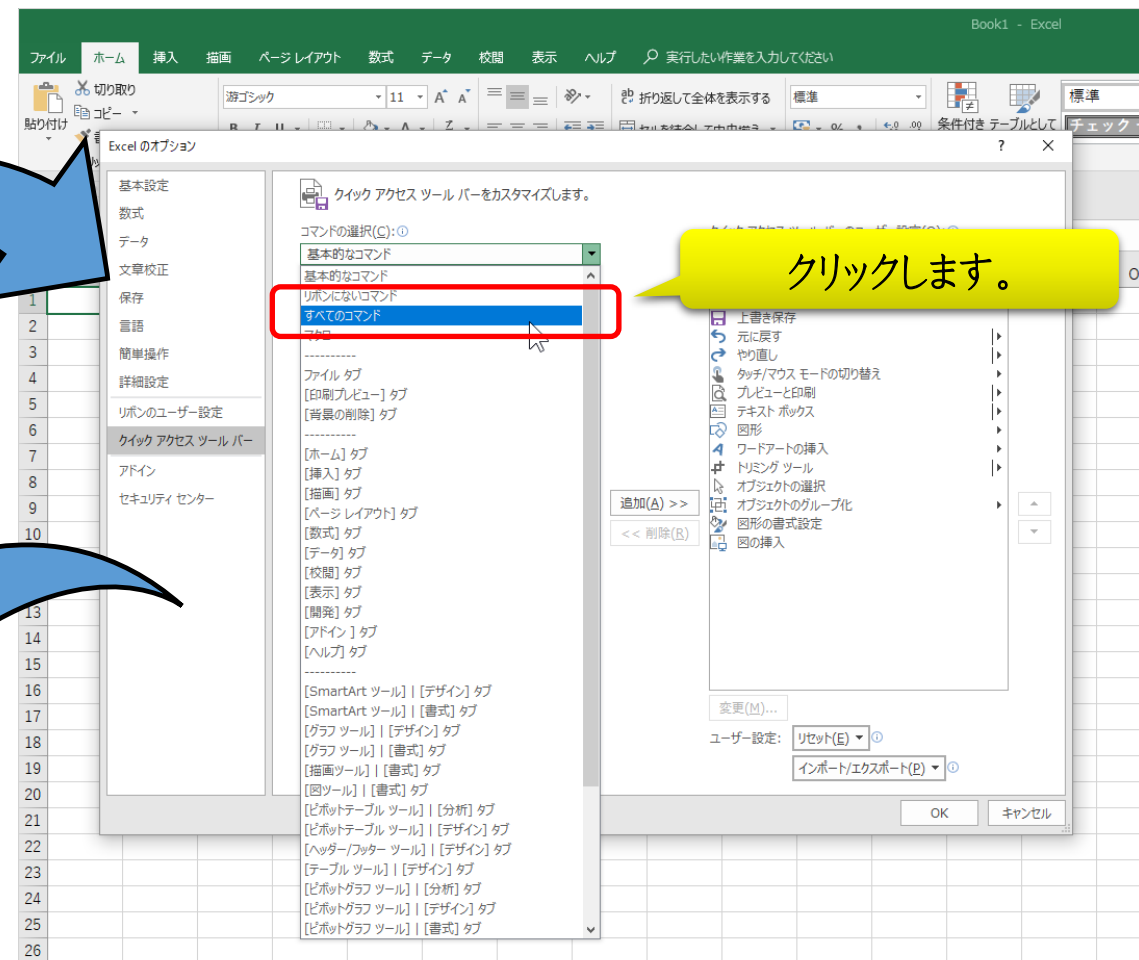 Book1 - Excel
ファイル ホーム 挿入 描画 ページ レイアウト 数式 データ 校閲 表示 ヘルプ 実行したい作業を入力してください
切り取り
コピー
貼り付け
游ゴシック 11 A A
ab 折り返して全体を表示する
標準
条件付き テーブルとして
標準
チェック
Excel のオプション ? ×
基本設定
数式
データ
文章校正
保存
言語
簡単操作
詳細設定
リボンのユーザー設定
クイック アクセス ツール バー
アドイン
セキュリティ センター
クイック アクセス ツール バーをカスタマイズします。
コマンドの選択(C):
基本的なコマンド
基本的なコマンド
リボンにないコマンド
すべてのコマンド
マクロ
----------
ファイル タブ
[印刷プレビュー] タブ
[背景の削除] タブ
----------
[ホーム] タブ
[挿入] タブ
[描画] タブ
[ページ レイアウト] タブ
[数式] タブ
[データ] タブ
[校閲] タブ
[表示] タブ
[開発] タブ
[アドイン ] タブ
[ヘルプ] タブ
----------
[SmartArt ツール] | [デザイン] タブ
[SmartArt ツール] | [書式] タブ
[グラフ ツール] | [デザイン] タブ
[グラフ ツール] | [書式] タブ
[描画ツール] | [書式] タブ
[図ツール] | [書式] タブ
[ピボットテーブル ツール] | [分析] タブ
[ピボットテーブル ツール] | [デザイン] タブ
[ヘッダー/フッター ツール] | [デザイン] タブ
[テーブル ツール] | [デザイン] タブ
[ピボットグラフ ツール] | [分析] タブ
[ピボットグラフ ツール] | [デザイン] タブ
[ピボットグラフ ツール] | [書式] タブ
クリックします。
追加(A) >>
<< 削除(R)
上書き保存
元に戻す
やり直し
タッチ/マウス モードの切り替え
プレビューと印刷
テキスト ボックス
図形
ワードアートの挿入
トリミング ツール
オブジェクトの選択
オブジェクトのグループ化
図形の書式設定
図の挿入
変更(M)...
ユーザー設定: リセット(E)
インポート/エクスポート(P)
OK キャンセル
1
2
3
4
5
6
7
8
9
10
13
14
15
16
17
18
19
20
21
22
23
24
25
26